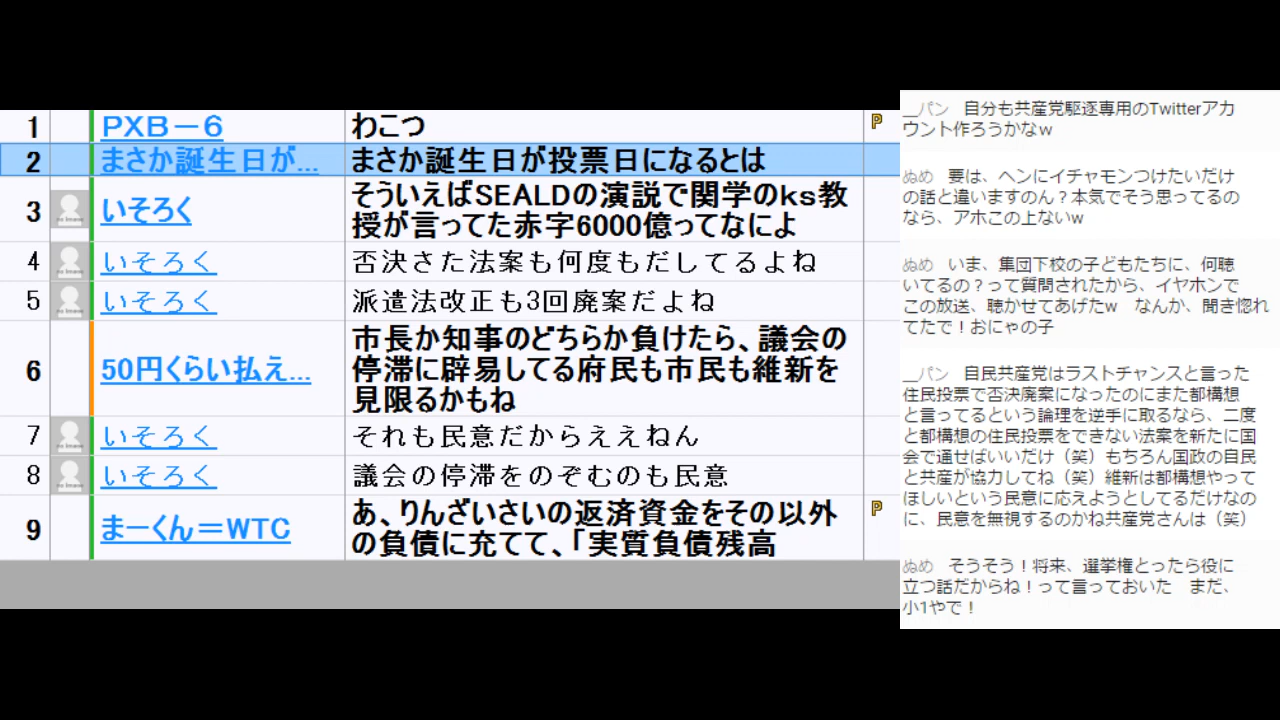 1 PXB－6 わこつ P
2 まさか誕生日が... まさか誕生日が投票日になるとは
3 いそろく そういえばSEALDの演説で関学のks教
授が言ってた赤字6000億ってなによ
4 いそろく 否決さた法案も何度もだしてるよね
5 いそろく 派遣法改正も3回廃案だよね
6 50円くらい払え... 市長か知事のどちらか負けたら、議会の
停滞に辟易してる府民も市民も維新を
見限るかもね
7 いそろく それも民意だからええねん
8 いそろく 議会の停滞をのぞむのも民意
9 まーくん＝WTC あ、りんざいさいの返済資金をその以外 P
の負債に充てて、「実質負債残高
__パン 自分も共産党駆逐専用のTwitterアカ
ウント作ろうかなｗ
ぬめ 要は、ヘンにイチャモンつけたいだけ
の話と違いますのん？本気でそう思ってるの
なら、アホこの上ないw
ぬめ いま、集団下校の子どもたちに、何聴
いてるの？って質問されたから、イヤホンで
この放送、聴かせてあげたw なんか、聞き惚れ
てたで！おにゃの子
__パン 自民共産党はラストチャンスと言った
住民投票で否決廃案になったのにまた都構想
と言ってるという論理を逆手に取るなら、二度
と都構想の住民投票をできない法案を新たに国
会で通せばいいだけ（笑）もちろん国政の自民
と共産が協力してね（笑）維新は都構想やって
ほしいという民意に応えようとしてるだけなの
に、民意を無視するのかね共産党さんは（笑）
ぬめ そうそう！将来、選挙権とったら役に
立つ話だからね！って言っておいた まだ、
小1やで！